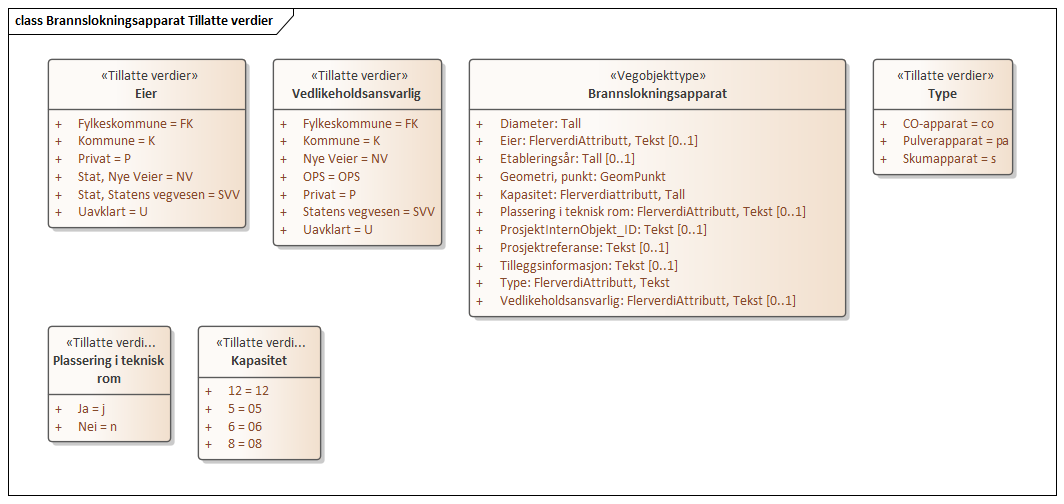 class Brannslokningsapparat Tillatte verdier
«Tillatte verdier»
Eier
+ Fylkeskommune = FK
+ Kommune = K
+ Privat = P
+ Stat, Nye Veier = NV
+ Stat, Statens vegvesen = SVV
+ Uavklart = U
«Tillatte verdier»
Vedlikeholdsansvarlig
+ Fylkeskommune = FK
+ Kommune = K
+ Nye Veier = NV
+ OPS = OPS
+ Privat = P
+ Statens vegvesen = SVV
+ Uavklart = U
«Vegobjekttype»
Brannslokningsapparat
+ Diameter: Tall
+ Eier: FlerverdiAttributt, Tekst [0..1]
+ Etableringsår: Tall [0..1]
+ Geometri, punkt: GeomPunkt
+ Kapasitet: Flerverdiattributt, Tall
+ Plassering i teknisk rom: FlerverdiAttributt, Tekst [0..1]
+ ProsjektInternObjekt_ID: Tekst [0..1]
+ Prosjektreferanse: Tekst [0..1]
+ Tilleggsinformasjon: Tekst [0..1]
+ Type: FlerverdiAttributt, Tekst
+ Vedlikeholdsansvarlig: FlerverdiAttributt, Tekst [0..1]
«Tillatte verdier»
Type
+ CO-apparat = co
+ Pulverapparat = pa
+ Skumapparat = s
«Tillatte verdi...
Plassering i teknisk
rom
+ Ja = j
+ Nei = n
«Tillatte verdi...
Kapasitet
+ 12 = 12
+ 5 = 05
+ 6 = 06
+ 8 = 08